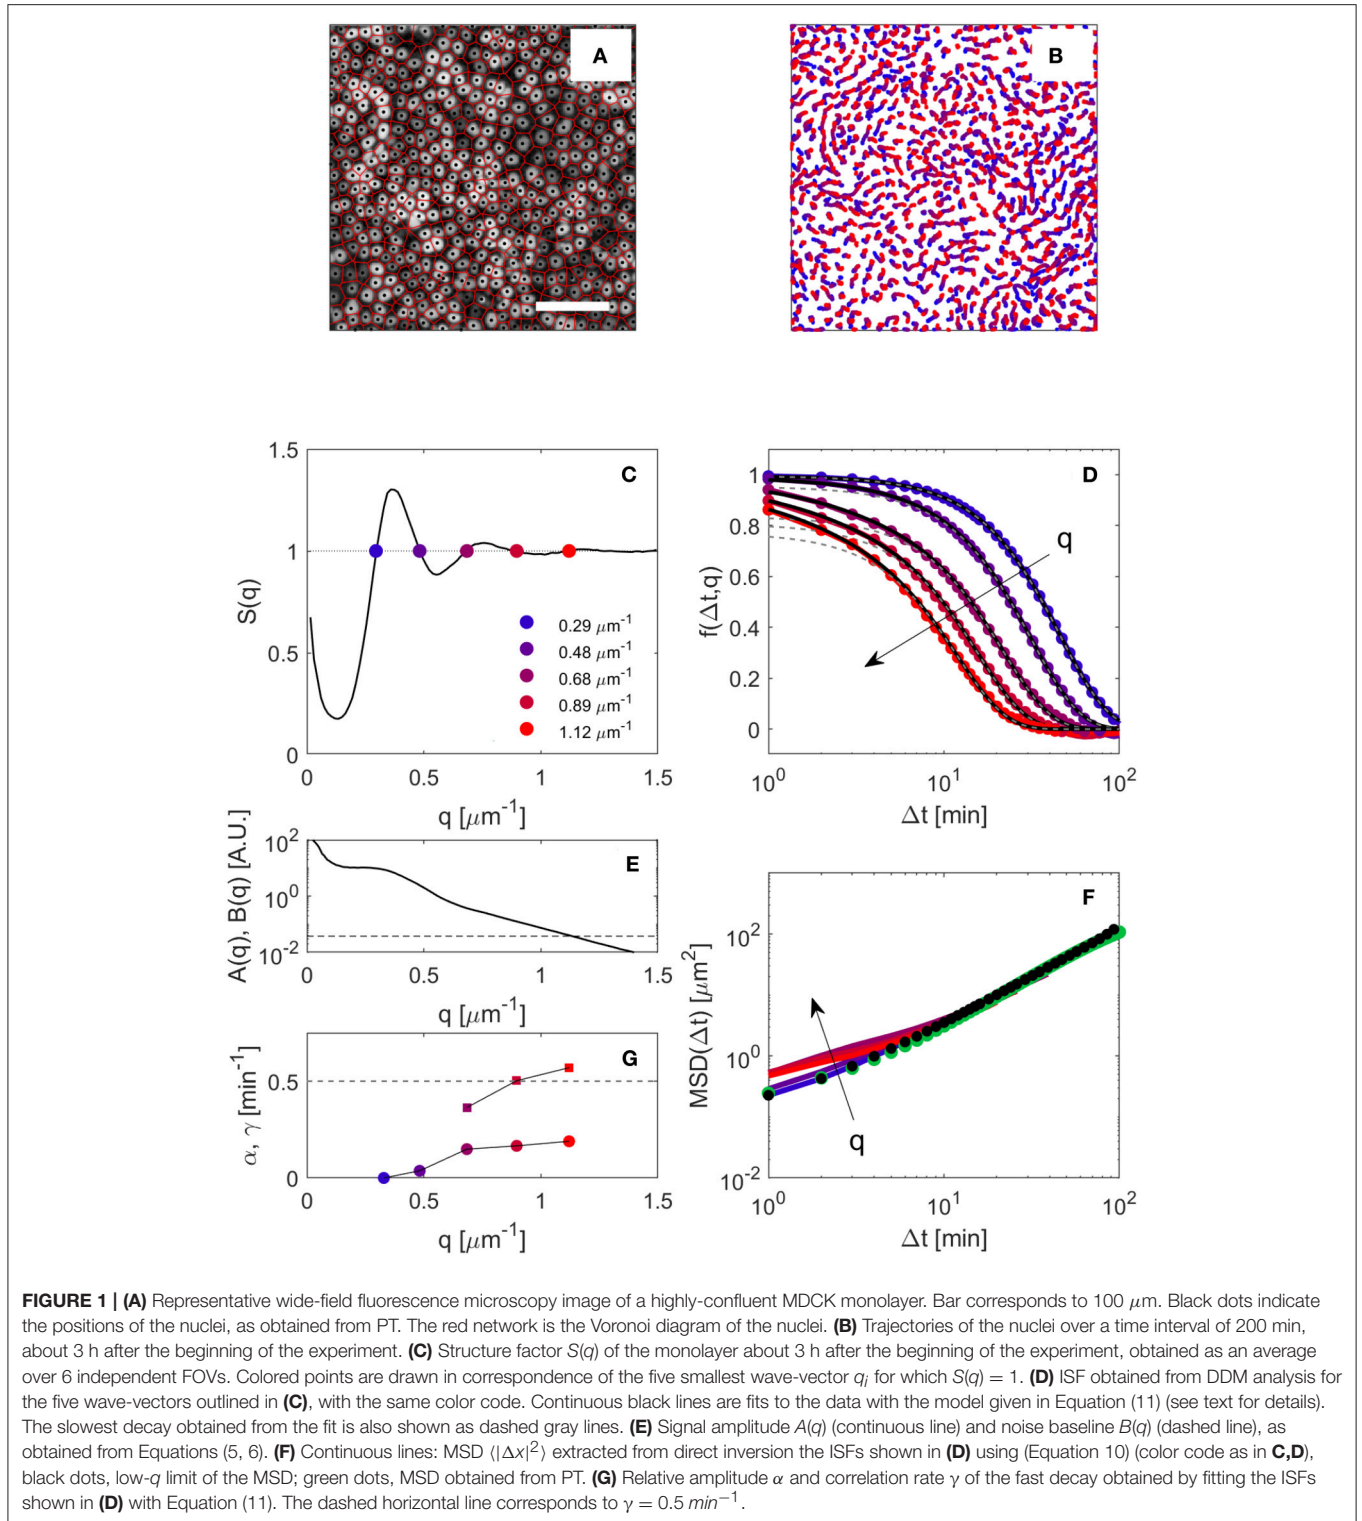 A
B
C
1.5
1
0.5
0
S(q)
0.29 μm⁻¹
0.48 μm⁻¹
0.68 μm⁻¹
0.89 μm⁻¹
1.12 μm⁻¹
0 0.5 1 1.5
q [μm⁻¹]
D
1
0.8
0.6
0.4
0.2
0
f(Δt,q)
q
10⁰ 10¹ 10²
Δt [min]
E
10²
10⁰
10⁻²
A(q), B(q) [A.U.]
0 0.5 1 1.5
q [μm⁻¹]
F
10²
10⁰
10⁻²
MSD(Δt) [μm²]
q
10⁰ 10¹ 10²
Δt [min]
G
0.5
0
α, γ [min⁻¹]
0 0.5 1 1.5
q [μm⁻¹]
FIGURE 1 | (A) Representative wide-field fluorescence microscopy image of a highly-confluent MDCK monolayer. Bar corresponds to 100 μm. Black dots indicate
the positions of the nuclei, as obtained from PT. The red network is the Voronoi diagram of the nuclei. (B) Trajectories of the nuclei over a time interval of 200 min,
about 3 h after the beginning of the experiment. (C) Structure factor S(q) of the monolayer about 3 h after the beginning of the experiment, obtained as an average
over 6 independent FOVs. Colored points are drawn in correspondence of the five smallest wave-vector qᵢ for which S(q) = 1. (D) ISF obtained from DDM analysis for
the five wave-vectors outlined in (C), with the same color code. Continuous black lines are fits to the data with the model given in Equation (11) (see text for details).
The slowest decay obtained from the fit is also shown as dashed gray lines. (E) Signal amplitude A(q) (continuous line) and noise baseline B(q) (dashed line), as
obtained from Equations (5, 6). (F) Continuous lines: MSD ⟨|Δx|²⟩ extracted from direct inversion the ISFs shown in (D) using (Equation 10) (color code as in C,D),
black dots, low-q limit of the MSD; green dots, MSD obtained from PT. (G) Relative amplitude α and correlation rate γ of the fast decay obtained by fitting the ISFs
shown in (D) with Equation (11). The dashed horizontal line corresponds to γ = 0.5 min⁻¹.